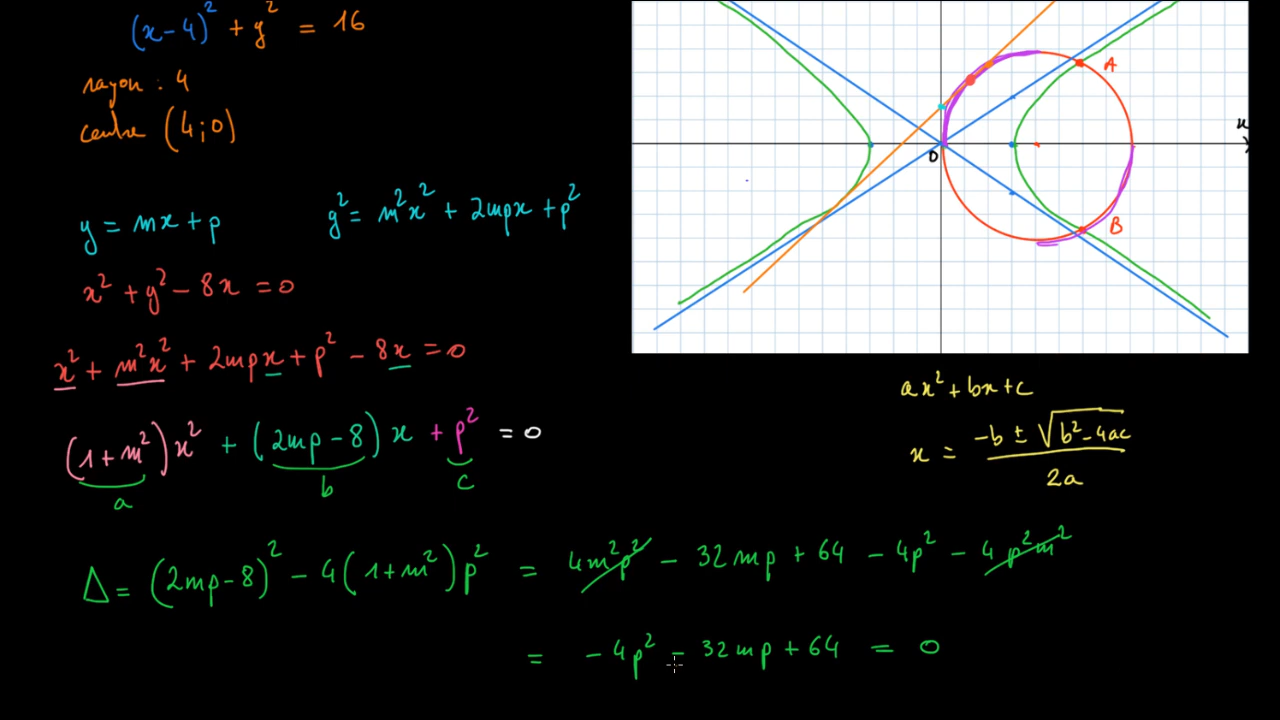 (x-4)² + y² = 16
rayon : 4
centre (4;0)
y = mx + p
y² = m²x² + 2mpx + p²
x² + y² - 8x = 0
x² + m²x² + 2mpx + p² - 8x = 0
(1+m²)x² + (2mp-8)x + p² = 0
a b c
A
x
O
B
ax² + bx + c
x = (-b ± √(b²-4ac))/2a
Δ = (2mp-8)² - 4(1+m²)p² = 4m²p² - 32mp + 64 - 4p² - 4p²m²
= -4p² - 32mp + 64 = 0